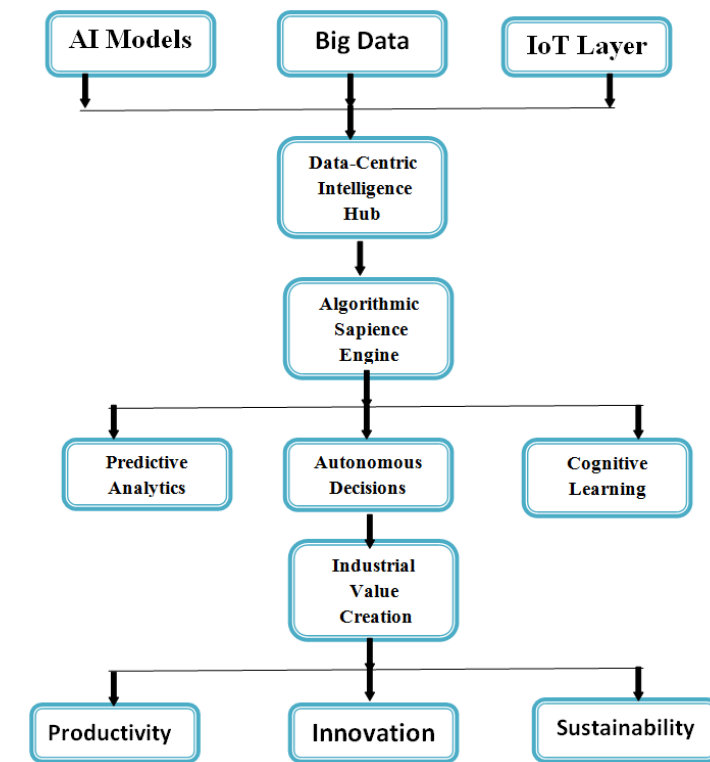 AI Models
Big Data
IoT Layer
Data-Centric
Intelligence
Hub
Algorithmic
Sapience
Engine
Predictive
Analytics
Autonomous
Decisions
Cognitive
Learning
Industrial
Value
Creation
Productivity
Innovation
Sustainability